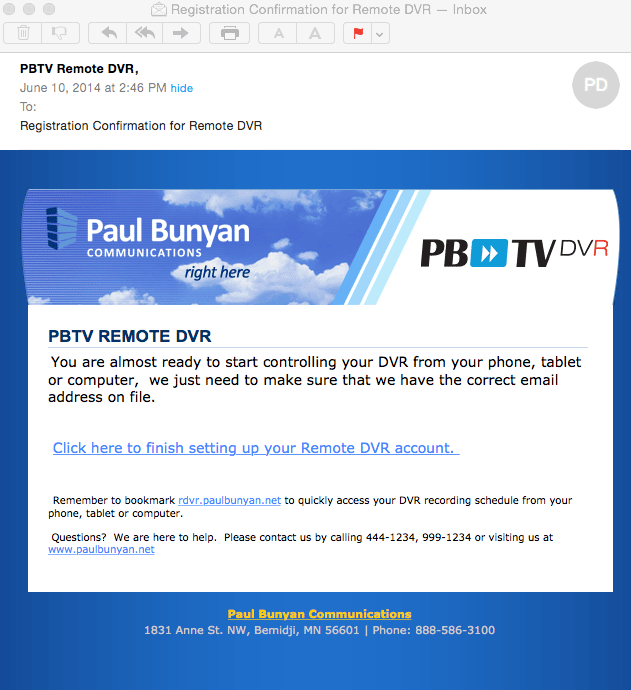 Registration Confirmation for Remote DVR — Inbox
A A
PBTV Remote DVR,
June 10, 2014 at 2:46 PM hide
PD
To:
Registration Confirmation for Remote DVR
Paul Bunyan
COMMUNICATIONS
right here
PB TV DVR
PBTV REMOTE DVR
You are almost ready to start controlling your DVR from your phone, tablet
or computer, we just need to make sure that we have the correct email
address on file.
Click here to finish setting up your Remote DVR account.
Remember to bookmark rdvr.paulbunyan.net to quickly access your DVR recording schedule from your
phone, tablet or computer.
Questions? We are here to help. Please contact us by calling 444-1234, 999-1234 or visiting us at
www.paulbunyan.net
Paul Bunyan Communications
1831 Anne St. NW, Bemidji, MN 56601 | Phone: 888-586-3100